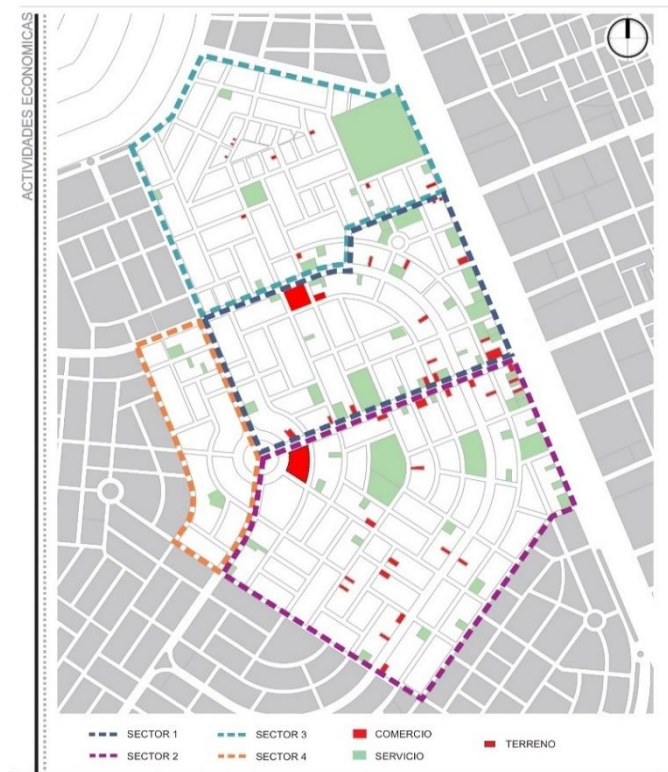 ACTIVIDADES ECONOMICAS
SECTOR 1
SECTOR 3
COMERCIO
TERRENO
SECTOR 2
SECTOR 4
SERVICIO